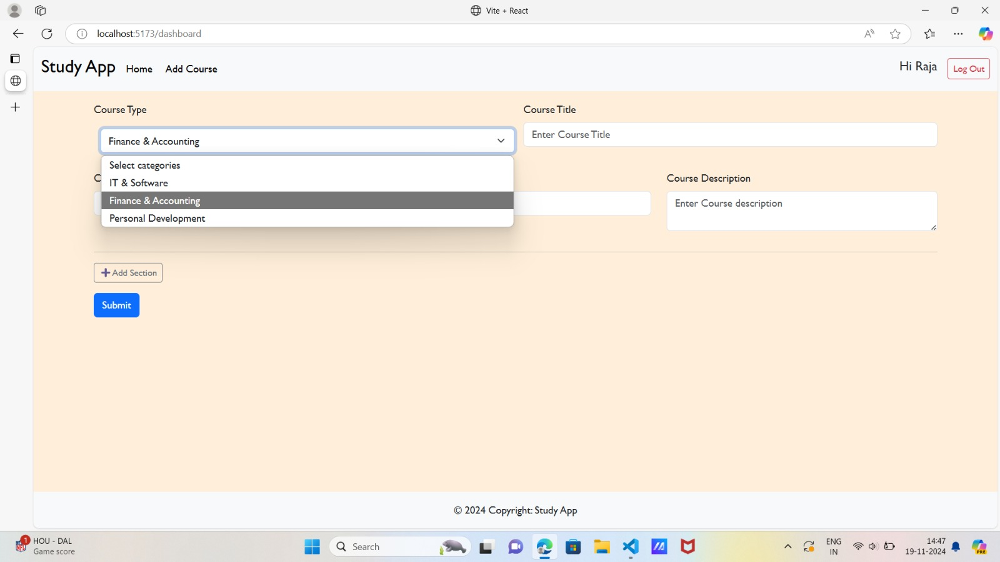 Vite + React
localhost:5173/dashboard
Study App Home Add Course
Hi Raja Log Out
Course Type
Course Title
Finance & Accounting
Enter Course Title
Select categories
IT & Software
Finance & Accounting
Personal Development
Course Description
Enter Course description
Add Section
Submit
© 2024 Copyright: Study App
1
HOU - DAL
Game score
Search
ENG
IN
14:47
19-11-2024
PRE